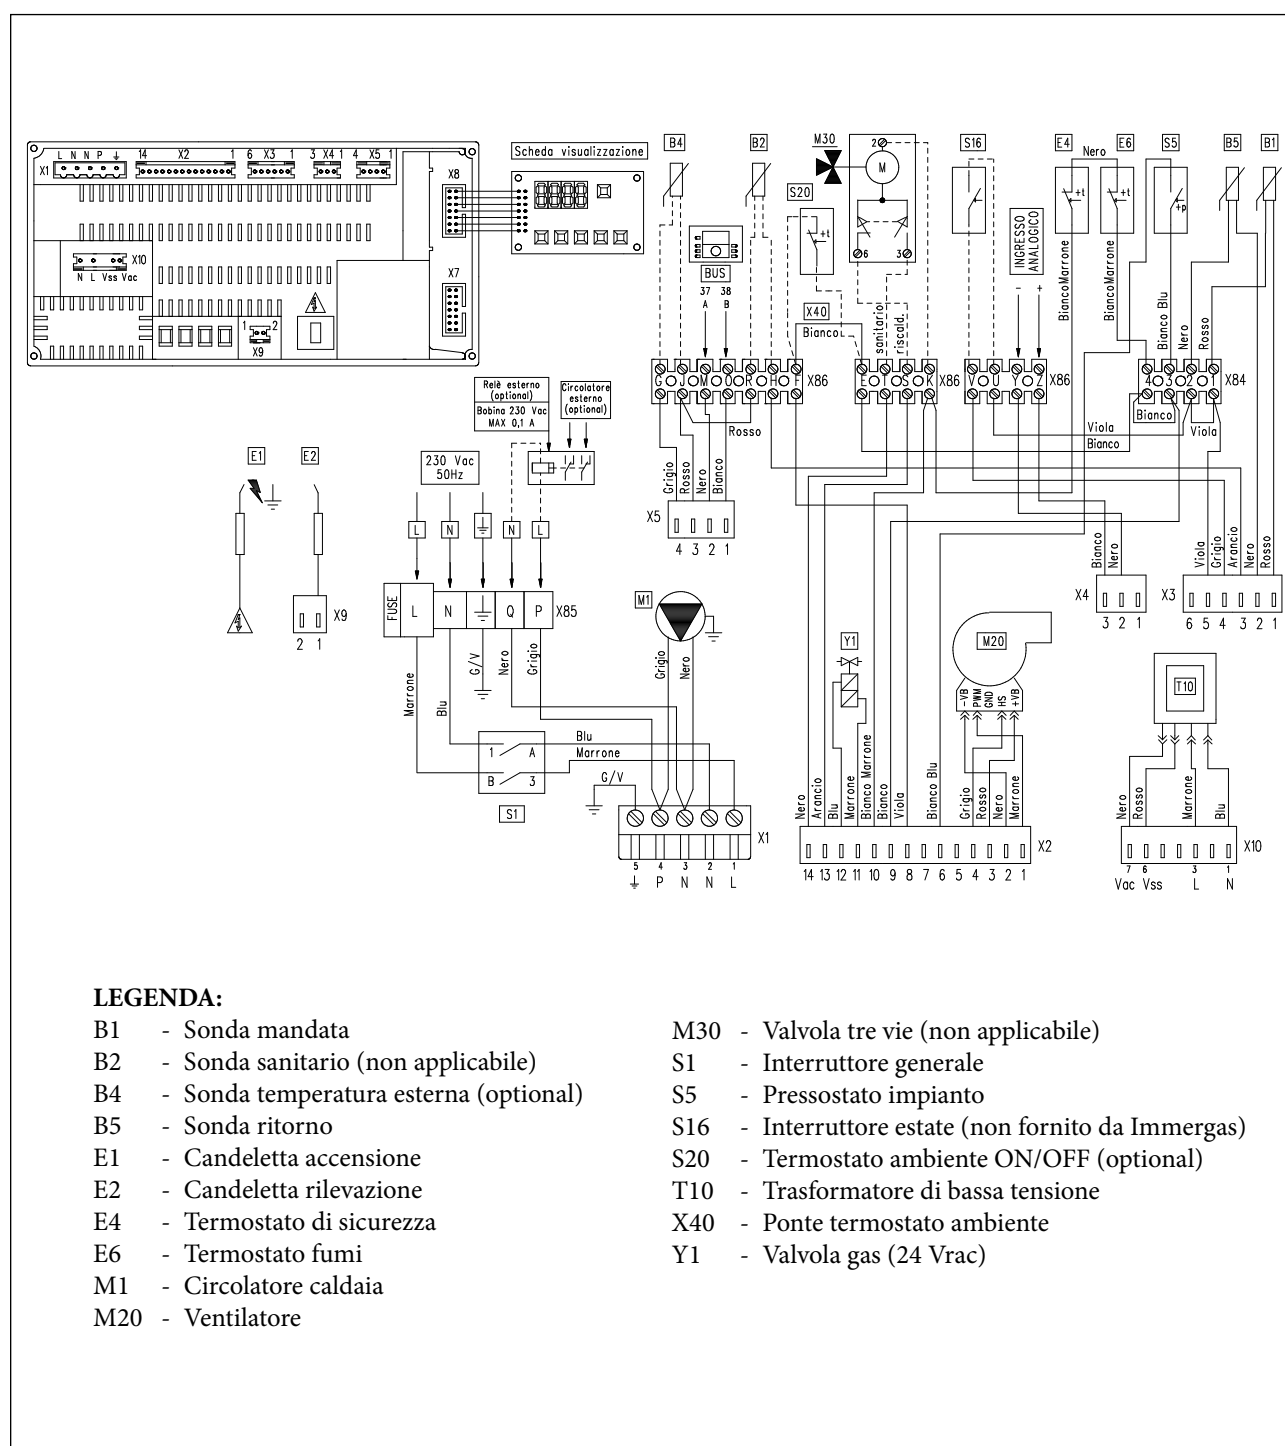 L N N P
14 X2 1
6 X3 1
3 X4 1
4 X5 1
X1
X8
X10
N L Vss Vac
X7
1 2
X9
Scheda visualizzazione
B4
B2
M30
2
M
S20
+t
6
3
S16
E4
Nero
E6
S5
B5
B1
+t
+t
+p
BUS
37
A
38
B
INGRESSO
ANALOGICO
- +
X40
Bianco
sanitario
riscald.
BiancoMarrone
BiancoMarrone
Bianco Blu
Nero
Rosso
G J M O R H F
X86
E T S K
X86
V U Y Z
X86
4 3 2 1
X84
Relè esterno
(optional)
Bobina 230 Vac
MAX 0,1 A
Circolatore
esterno
(optional)
Rosso
Viola
Bianco
Bianco
Viola
E1
E2
230 Vac
50Hz
L N N L
Grigio
Rosso
Nero
Bianco
X5
4 3 2 1
Bianco
Nero
X4
3 2 1
Viola
Grigio
Arancio
Nero
Rosso
X3
6 5 4 3 2 1
X9
2 1
FUSE
L N Q P
X85
M1
Marrone
Blu
G/V
Nero
Grigio
Grigio
Nero
Y1
M20
-VB
PWM
GND
HS
+VB
T10
1 A
B 3
S1
Blu
Marrone
G/V
X1
5 4 3 2 1
P N N L
Nero
Arancio
Blu
Marrone
Bianco Marrone
Bianco
Viola
Bianco Blu
Grigio
Rosso
Nero
Marrone
X2
14 13 12 11 10 9 8 7 6 5 4 3 2 1
Nero
Rosso
Marrone
Blu
X10
7 6 3 1
Vac Vss L N
LEGENDA:
B1 - Sonda mandata
B2 - Sonda sanitario (non applicabile)
B4 - Sonda temperatura esterna (optional)
B5 - Sonda ritorno
E1 - Candeletta accensione
E2 - Candeletta rilevazione
E4 - Termostato di sicurezza
E6 - Termostato fumi
M1 - Circolatore caldaia
M20 - Ventilatore
M30 - Valvola tre vie (non applicabile)
S1 - Interruttore generale
S5 - Pressostato impianto
S16 - Interruttore estate (non fornito da Immergas)
S20 - Termostato ambiente ON/OFF (optional)
T10 - Trasformatore di bassa tensione
X40 - Ponte termostato ambiente
Y1 - Valvola gas (24 Vrac)